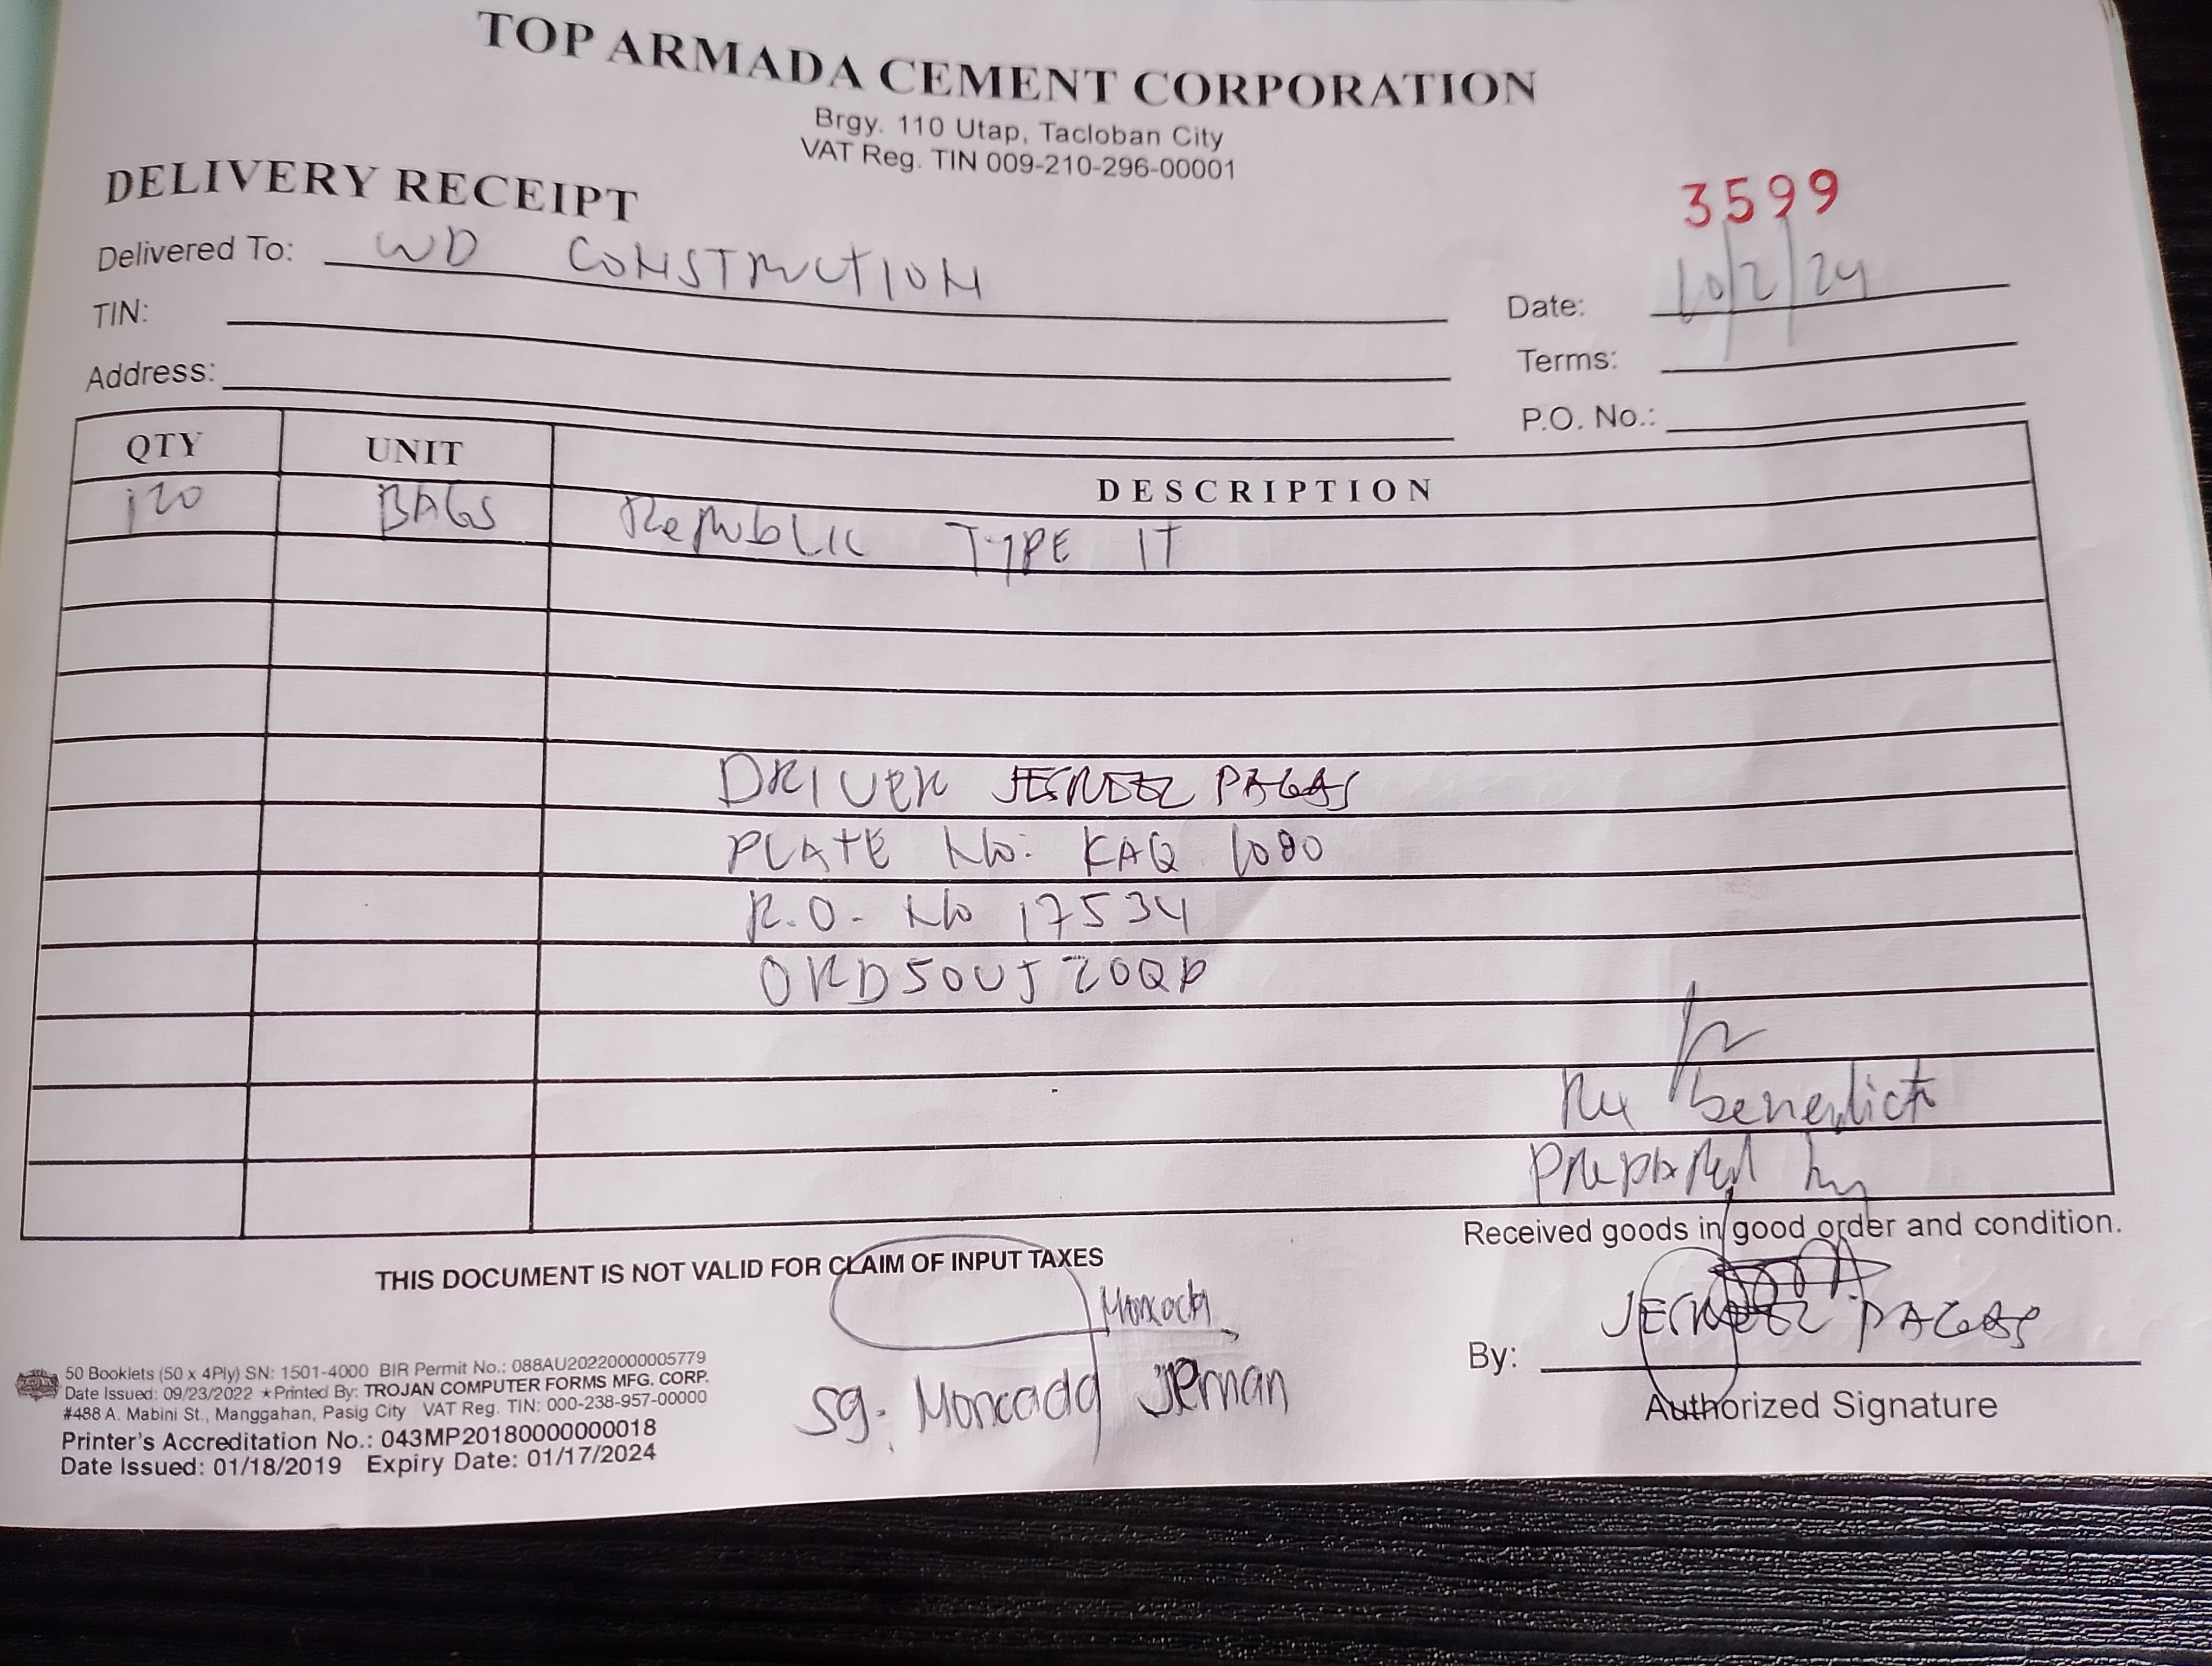 TOP ARMADA CEMENT CORPORATION
Brgy. 110 Utap, Tacloban City
VAT Reg. TIN 009-210-296-00001
DELIVERY RECEIPT
3599
Delivered To: WD CONSTRUCTION
Date: 10/2/24
TIN:
Terms:
Address:
P.O. No.:
QTY UNIT DESCRIPTION
120 BAGS Republic TYPE 1T
DRIVER JESNEEL PAGAS
PLATE No: KAQ 1080
R.O. No 17534
ORD50UJ20QP
benedict
Prepared by
Received goods in good order and condition.
THIS DOCUMENT IS NOT VALID FOR CLAIM OF INPUT TAXES
JESNEEL PAGAS
By:
Authorized Signature
Sg. Moncada Jernan
50 Booklets (50 x 4Ply) SN: 1501-4000 BIR Permit No.: 088AU20220000005779
Date Issued: 09/23/2022 ★Printed By: TROJAN COMPUTER FORMS MFG. CORP.
#488 A. Mabini St., Manggahan, Pasig City VAT Reg. TIN: 000-238-957-00000
Printer's Accreditation No.: 043MP20180000000018
Date Issued: 01/18/2019 Expiry Date: 01/17/2024